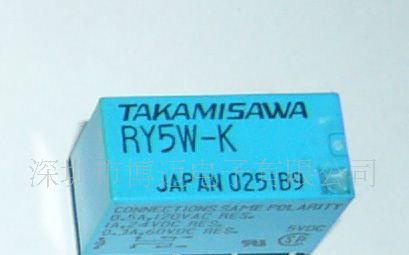 TAKAMISAWA
RY5W-K
深圳市博迈电子有限公司
JAPAN 0251B9
CONNECTIONS SAME POLARITY
0.5A,120VAC RES.
1A,24VDC RES.
0.3A,60VDC RES.
5VDC